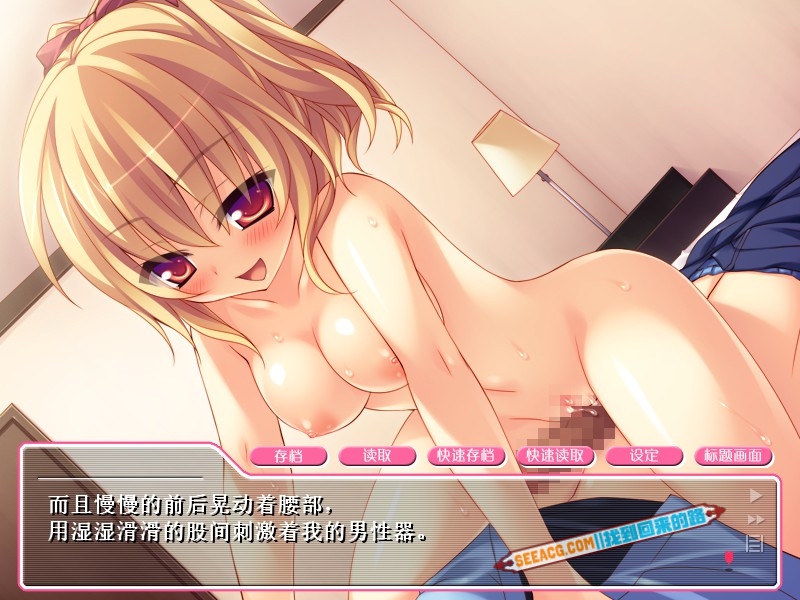 存档 读取 快速存档 快速读取 设定 标题画面
而且慢慢的前后晃动着腰部，
用湿湿滑滑的股间刺激着我的男性器。
SEEACG.COM||找到回来的路